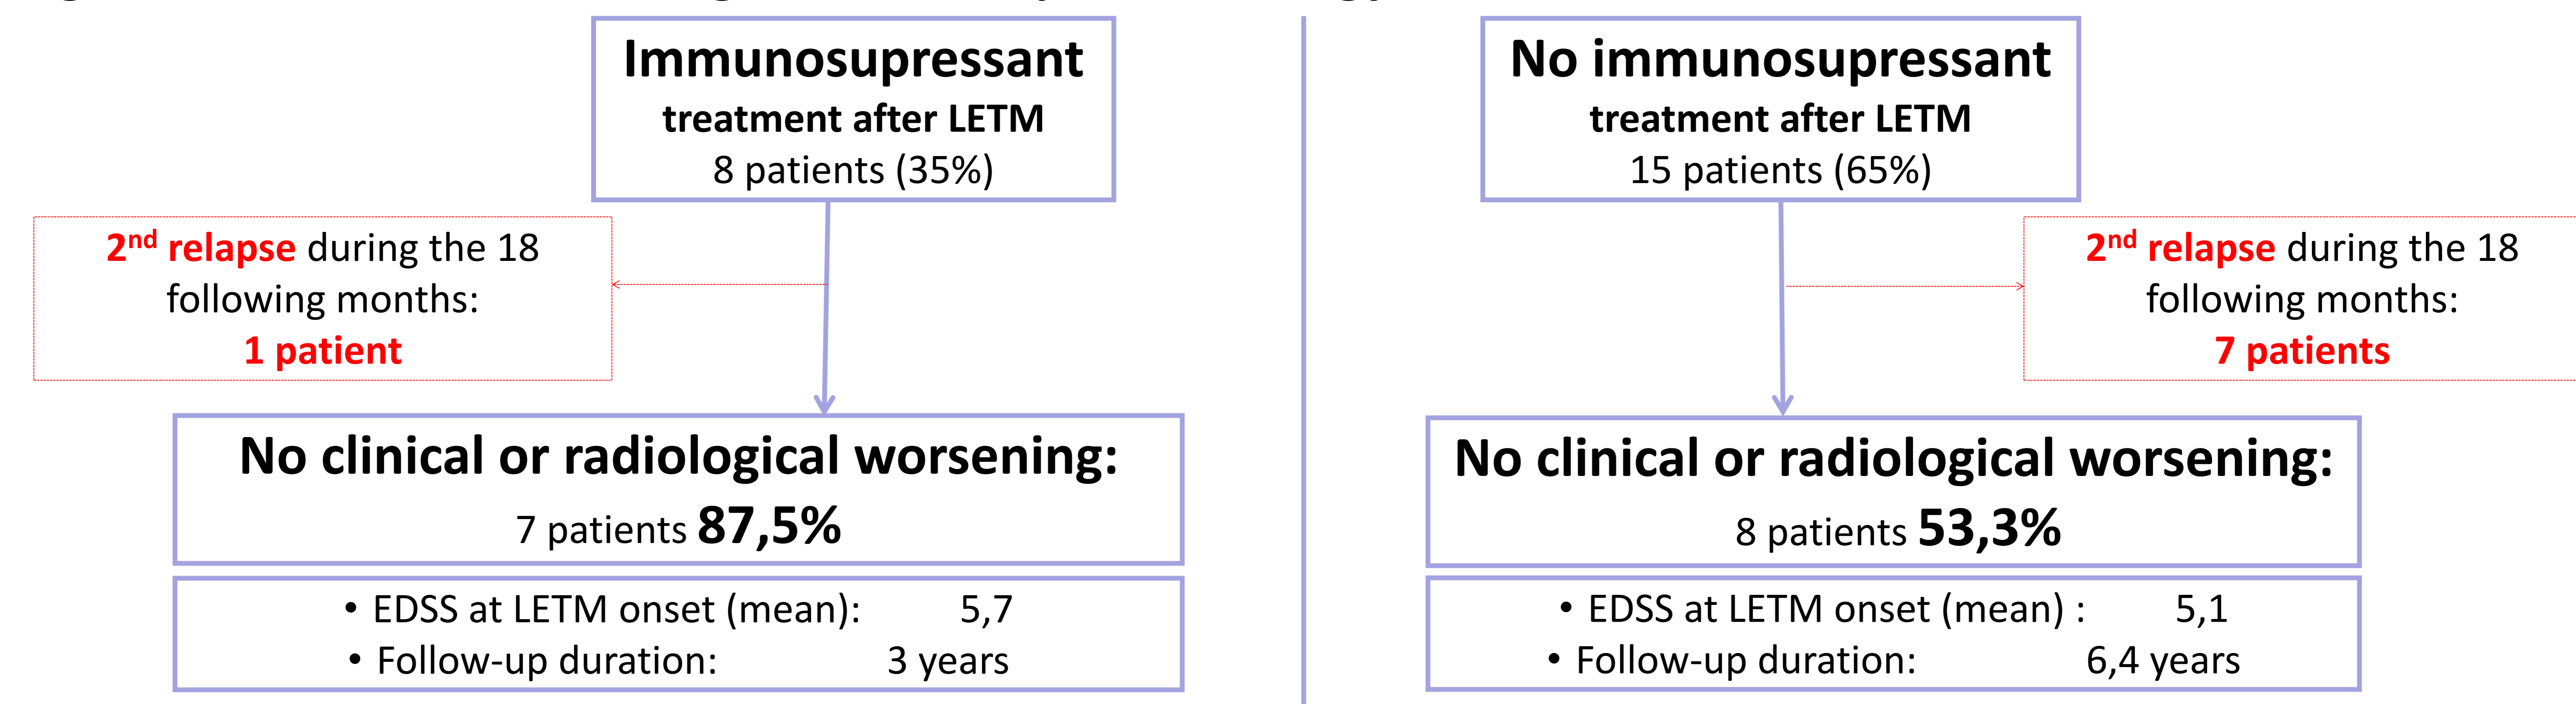 Immunosupressant
treatment after LETM
8 patients (35%)
2nd relapse during the 18
following months:
1 patient
No clinical or radiological worsening:
7 patients 87,5%
• EDSS at LETM onset (mean): 5,7
• Follow-up duration: 3 years
No immunosupressant
treatment after LETM
15 patients (65%)
2nd relapse during the 18
following months:
7 patients
No clinical or radiological worsening:
8 patients 53,3%
• EDSS at LETM onset (mean) : 5,1
• Follow-up duration: 6,4 years